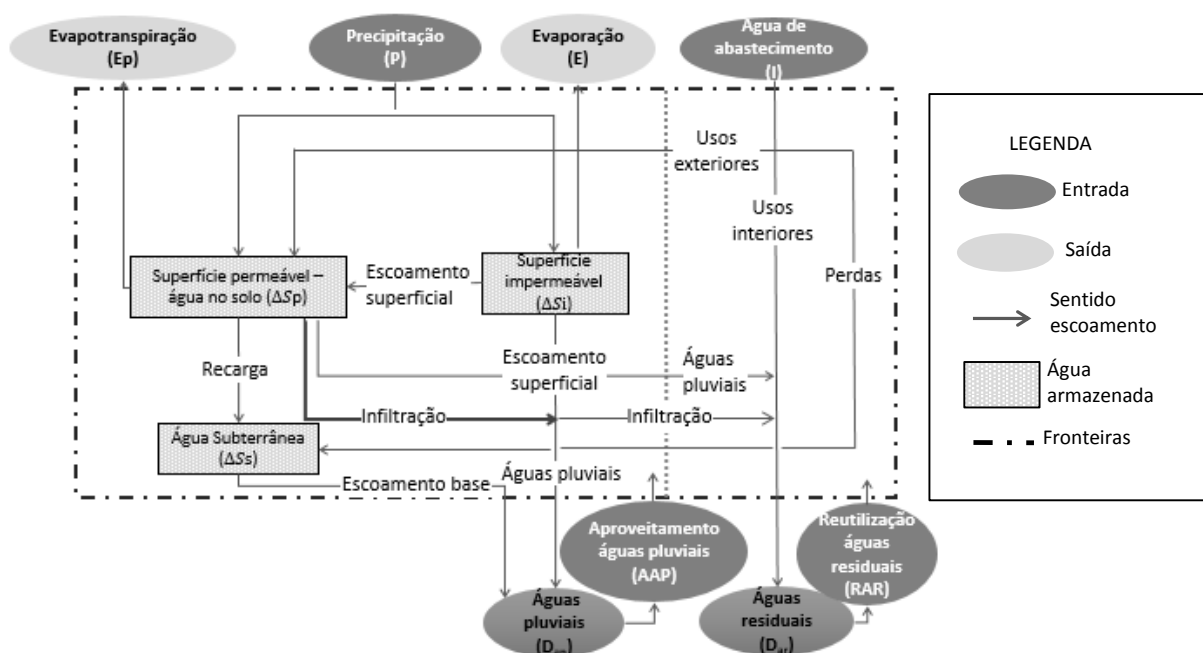 Evapotranspiração
(Ep)
Precipitação
(P)
Evaporação
(E)
Água de
abastecimento
(I)
Usos
exteriores
Usos
interiores
Superfície permeável –
água no solo (ΔSp)
Escoamento
superficial
Superfície
impermeável
(ΔSi)
Perdas
Recarga
Escoamento
superficial
Águas
pluviais
Infiltração
Infiltração
Água Subterrânea
(ΔSs)
Escoamento base
Águas pluviais
Aproveitamento
águas pluviais
(AAP)
Reutilização
águas
residuais
(RAR)
Águas
pluviais
Águas
residuais
LEGENDA
Entrada
Saída
Sentido
escoamento
Água
armazenada
Fronteiras